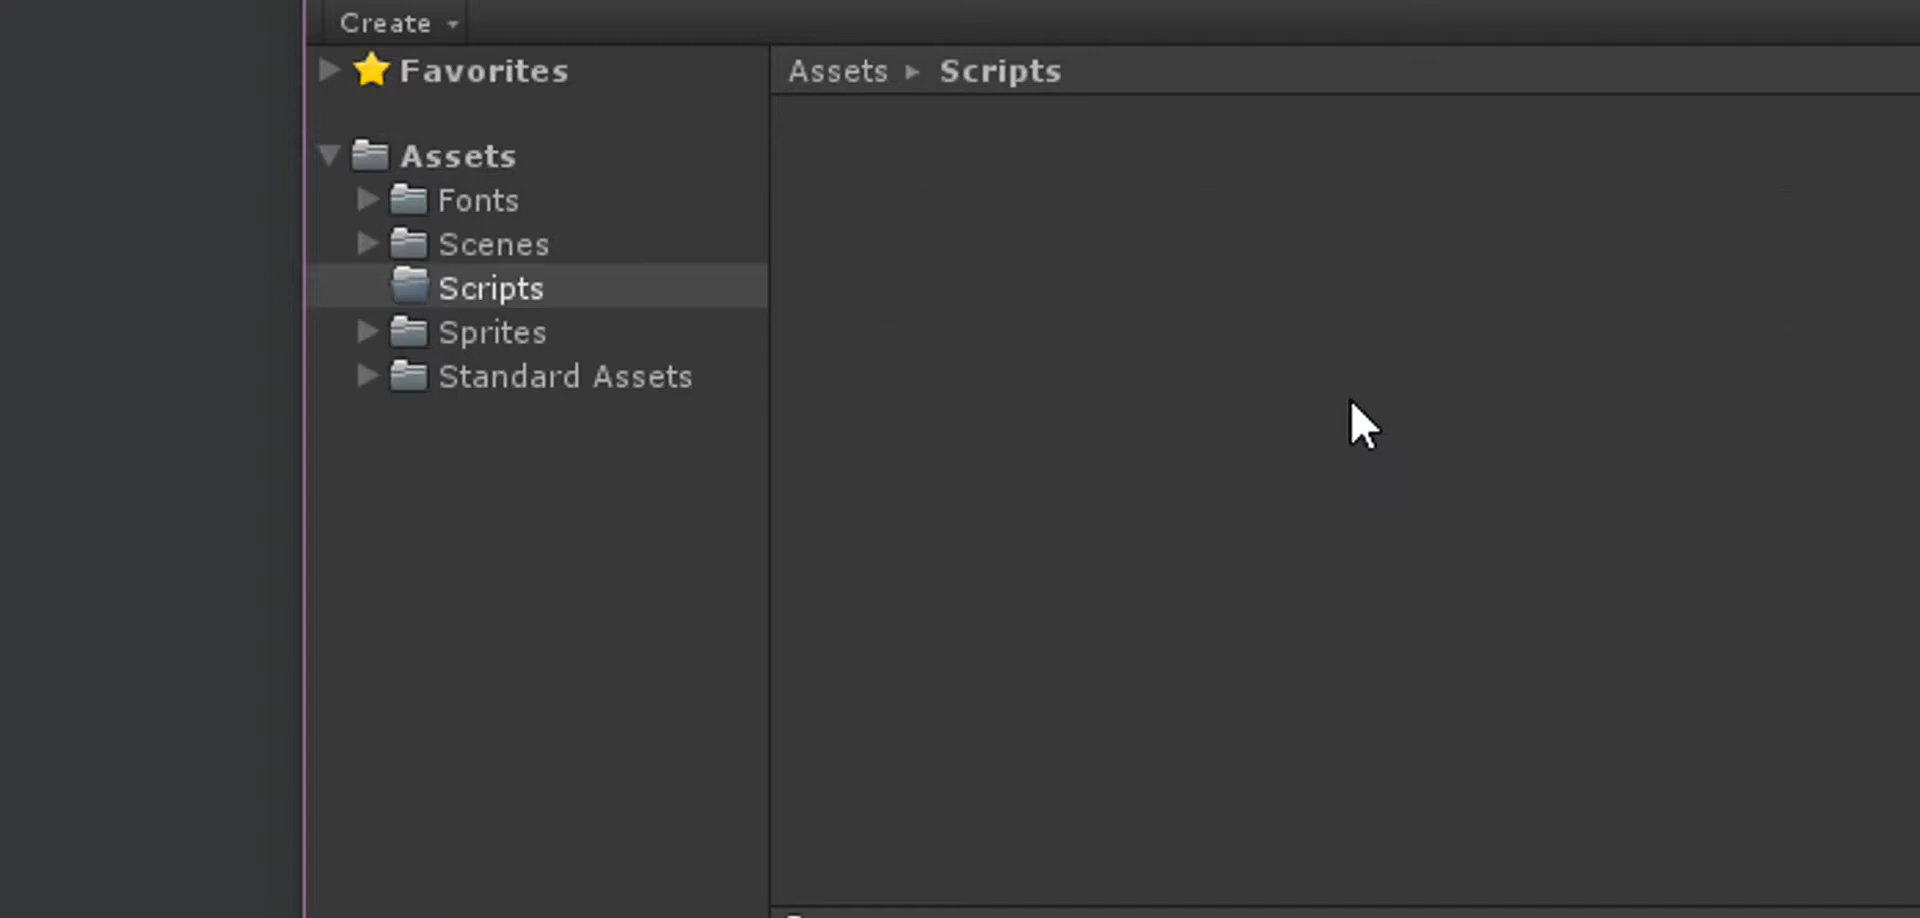 Create
Favorites
Assets
Fonts
Scenes
Scripts
Sprites
Standard Assets
Assets Scripts